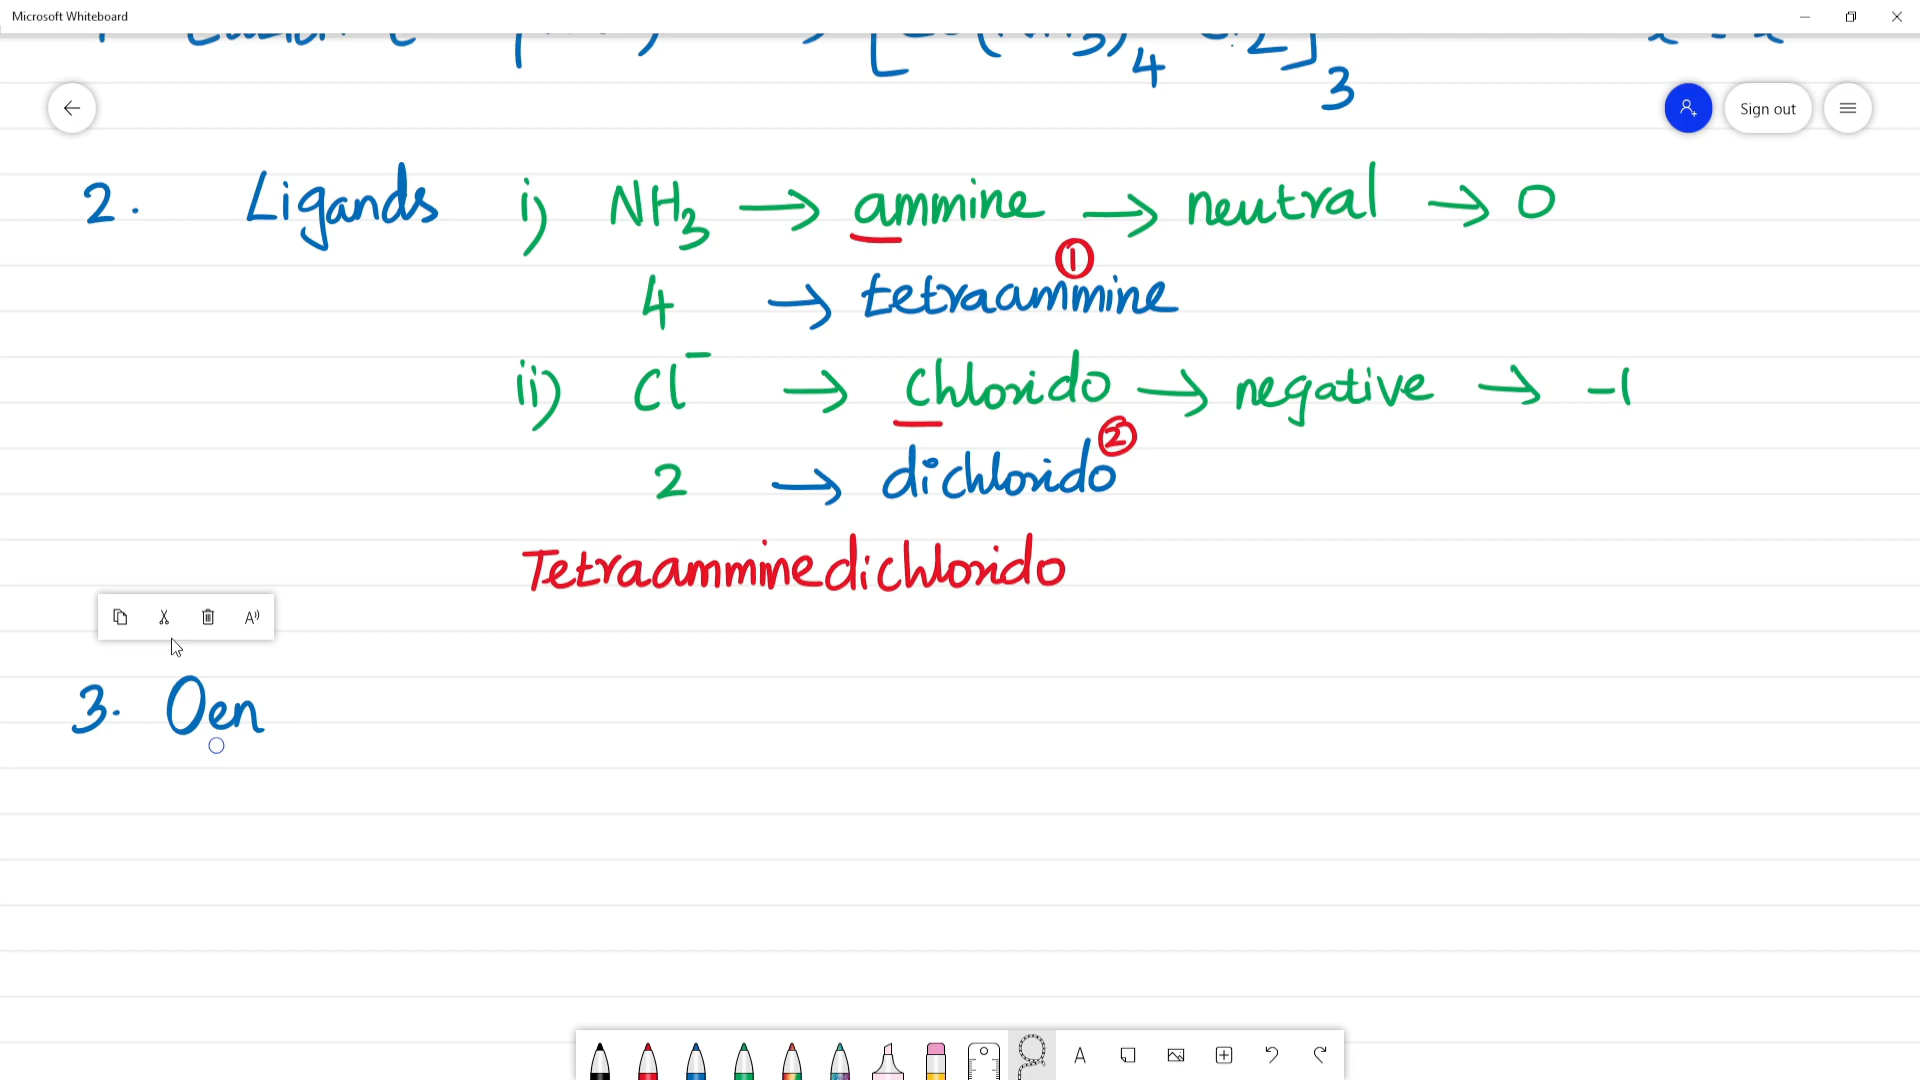 Microsoft Whiteboard
4
3
Sign out
2. Ligands i) NH3 → ammine → neutral → 0
①
4 → tetraammine
ii) Cl⁻ → chlorido → negative → -1
②
2 → dichlorido
Tetraamminedichlorido
3. Oen